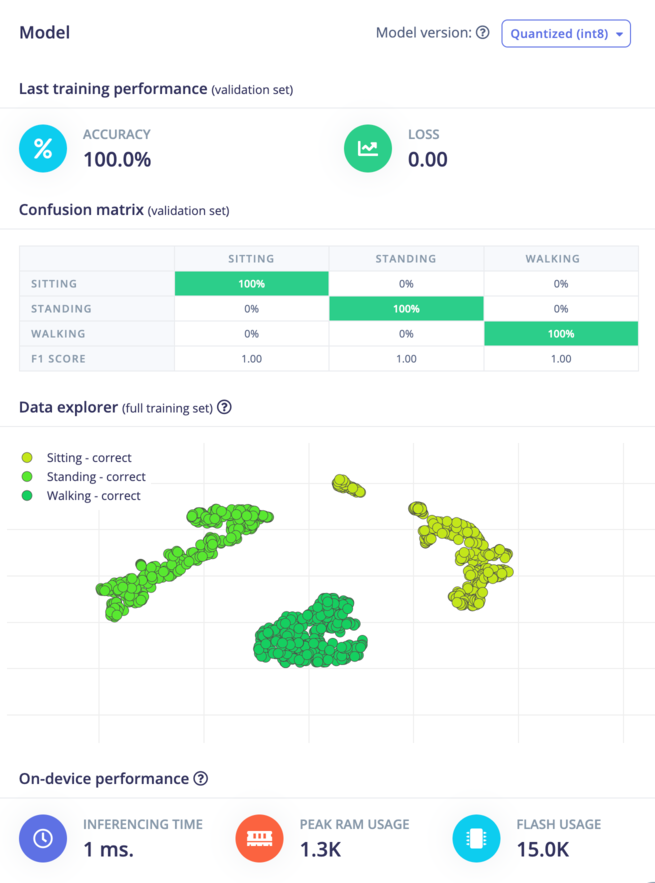 Model
Model version: ? Quantized (int8)
Last training performance (validation set)
% ACCURACY
100.0%
LOSS
0.00
Confusion matrix (validation set)
SITTING STANDING WALKING
SITTING 100% 0% 0%
STANDING 0% 100% 0%
WALKING 0% 0% 100%
F1 SCORE 1.00 1.00 1.00
Data explorer (full training set) ?
Sitting - correct
Standing - correct
Walking - correct
On-device performance ?
INFERENCING TIME
1 ms.
PEAK RAM USAGE
1.3K
FLASH USAGE
15.0K